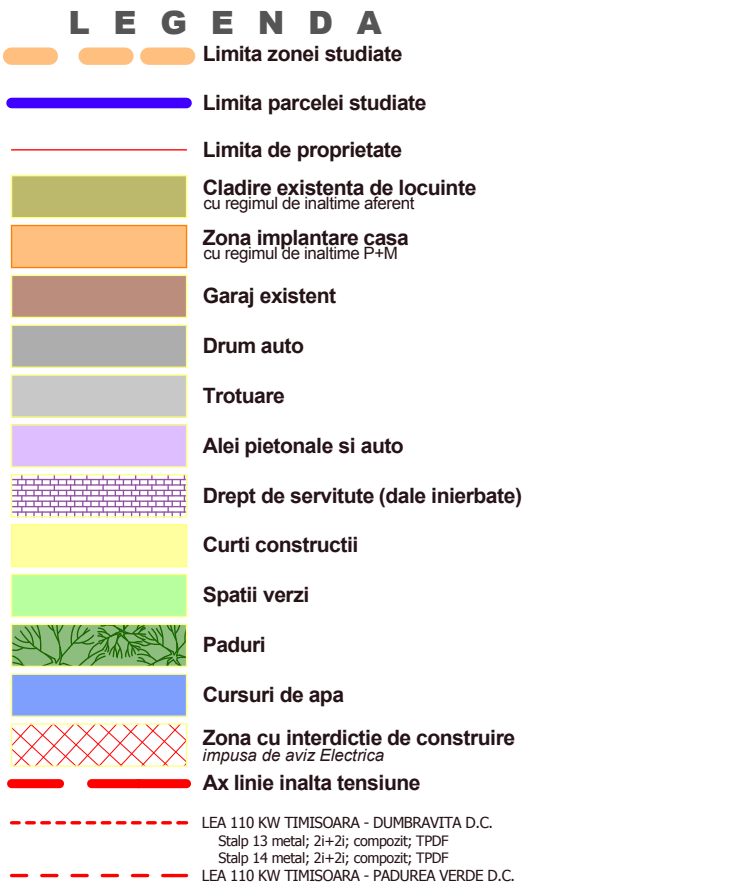 L E G E N D A
Limita zonei studiate
Limita parcelei studiate
Limita de proprietate
Cladire existenta de locuinte
cu regimul de inaltime aferent
Zona implantare casa
cu regimul de inaltime P+M
Garaj existent
Drum auto
Trotuare
Alei pietonale si auto
Drept de servitute (dale inierbate)
Curti constructii
Spatii verzi
Paduri
Cursuri de apa
Zona cu interdictie de construire
impusa de aviz Electrica
Ax linie inalta tensiune
LEA 110 KW TIMISOARA - DUMBRAVITA D.C.
Stalp 13 metal; 2i+2i; compozit; TPDF
Stalp 14 metal; 2i+2i; compozit; TPDF
LEA 110 KW TIMISOARA - PADUREA VERDE D.C.